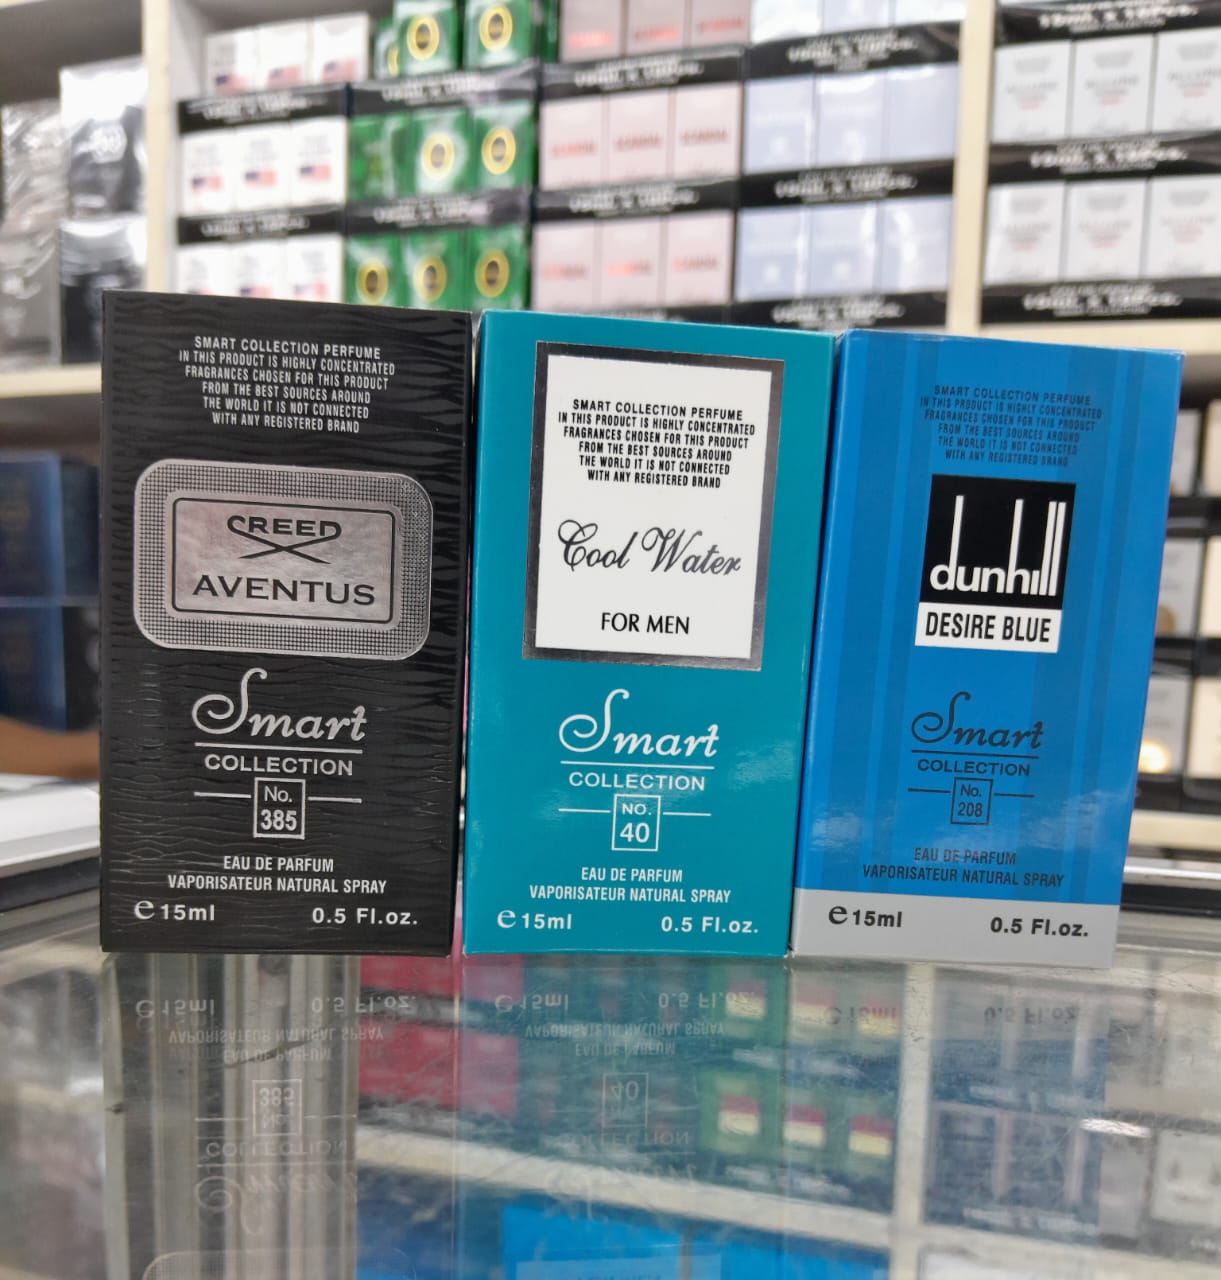 SMART COLLECTION PERFUME
IN THIS PRODUCT IS HIGHLY CONCENTRATED
FRAGRANCES CHOSEN FOR THIS PRODUCT
FROM THE BEST SOURCES AROUND
THE WORLD IT IS NOT CONNECTED
WITH ANY REGISTERED BRAND
CREED
AVENTUS
Smart
COLLECTION
No.
385
EAU DE PARFUM
VAPORISATEUR NATURAL SPRAY
e 15ml 0.5 Fl.oz.
SMART COLLECTION PERFUME
IN THIS PRODUCT IS HIGHLY CONCENTRATED
FRAGRANCES CHOSEN FOR THIS PRODUCT
FROM THE BEST SOURCES AROUND
THE WORLD IT IS NOT CONNECTED
WITH ANY REGISTERED BRAND
Cool Water
FOR MEN
Smart
COLLECTION
NO.
40
EAU DE PARFUM
VAPORISATEUR NATURAL SPRAY
e 15ml 0.5 Fl.oz.
SMART COLLECTION PERFUME
IN THIS PRODUCT IS HIGHLY CONCENTRATED
FRAGRANCES CHOSEN FOR THIS PRODUCT
FROM THE BEST SOURCES AROUND
THE WORLD IT IS NOT CONNECTED
WITH ANY REGISTERED BRAND
dunhill
DESIRE BLUE
Smart
COLLECTION
No.
208
EAU DE PARFUM
VAPORISATEUR NATURAL SPRAY
e 15ml 0.5 Fl.oz.